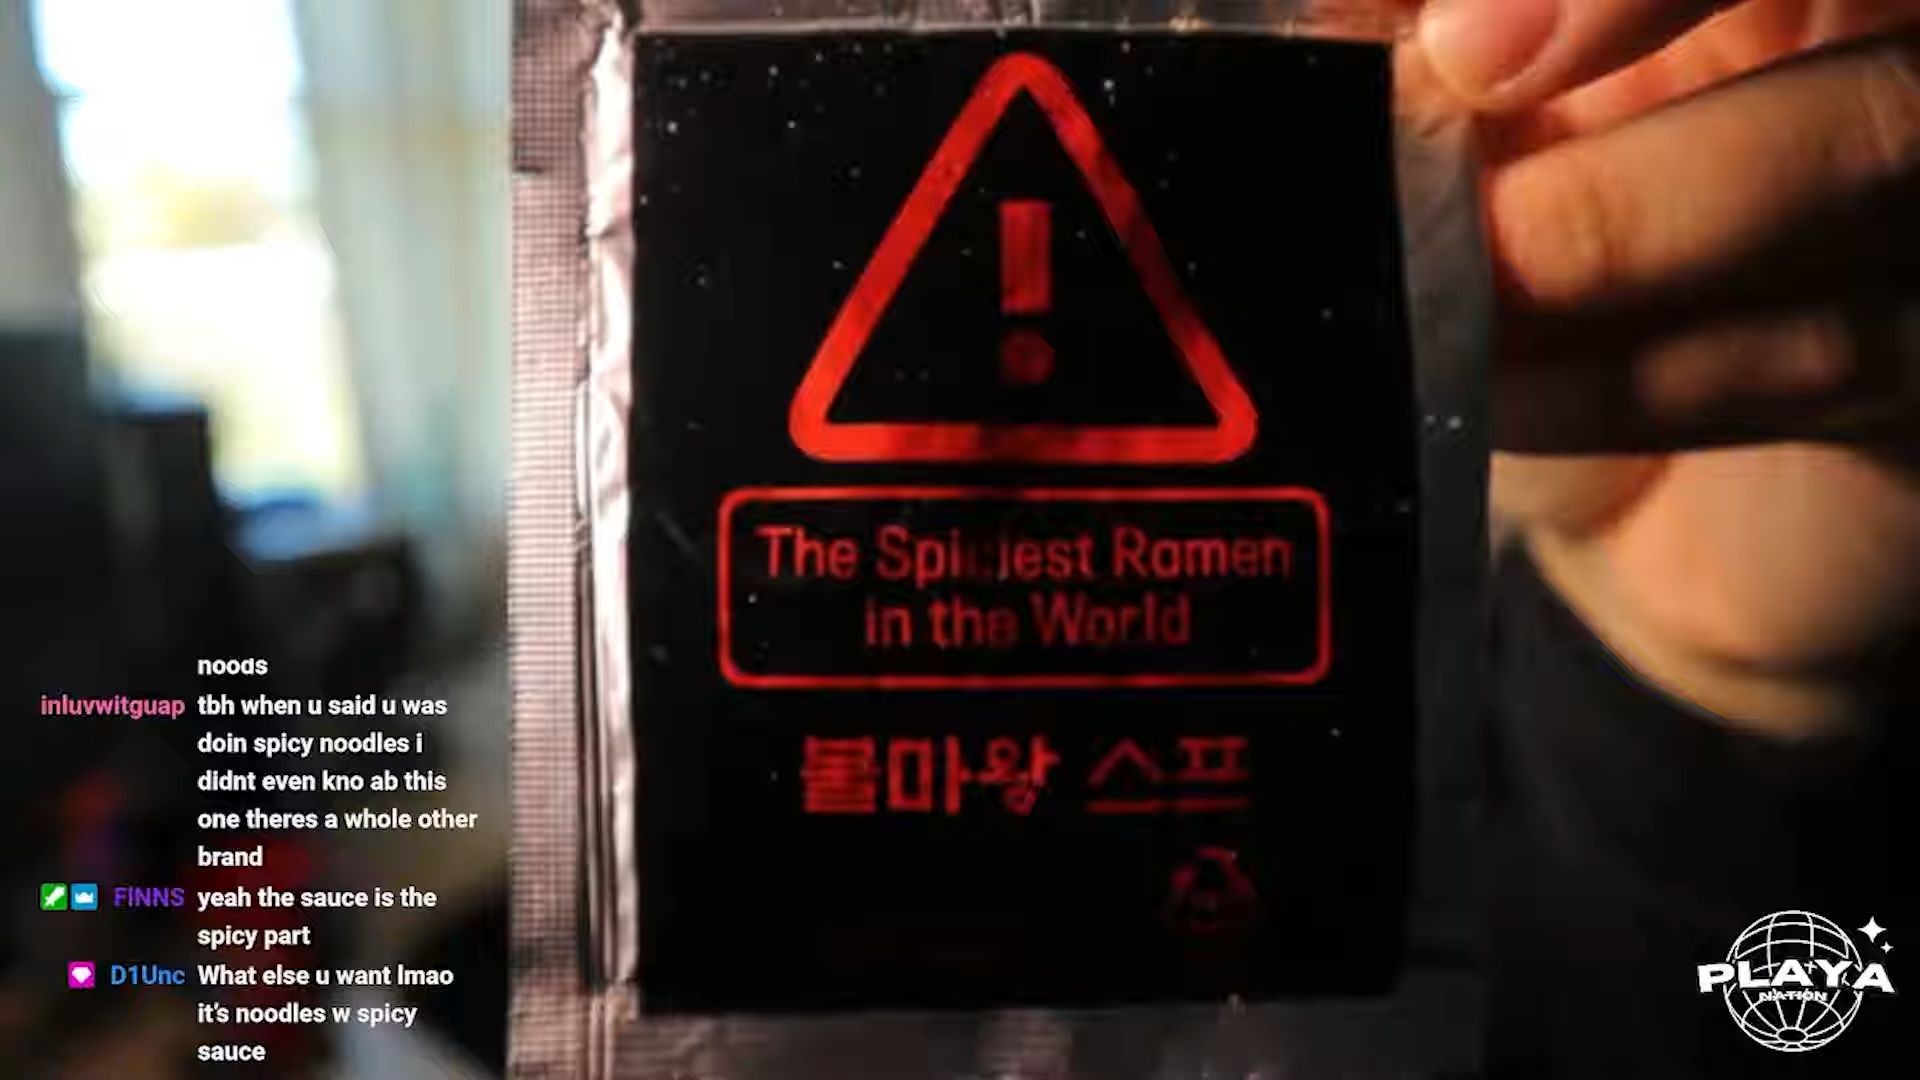 !
The Spiciest Ramen
in the World
불마왕 스프
noods
inluvwitguap tbh when u said u was
doin spicy noodles i
didnt even kno ab this
one theres a whole other
brand
FINNS yeah the sauce is the
spicy part
D1Unc What else u want lmao
it's noodles w spicy
sauce
PLAYA
NATION